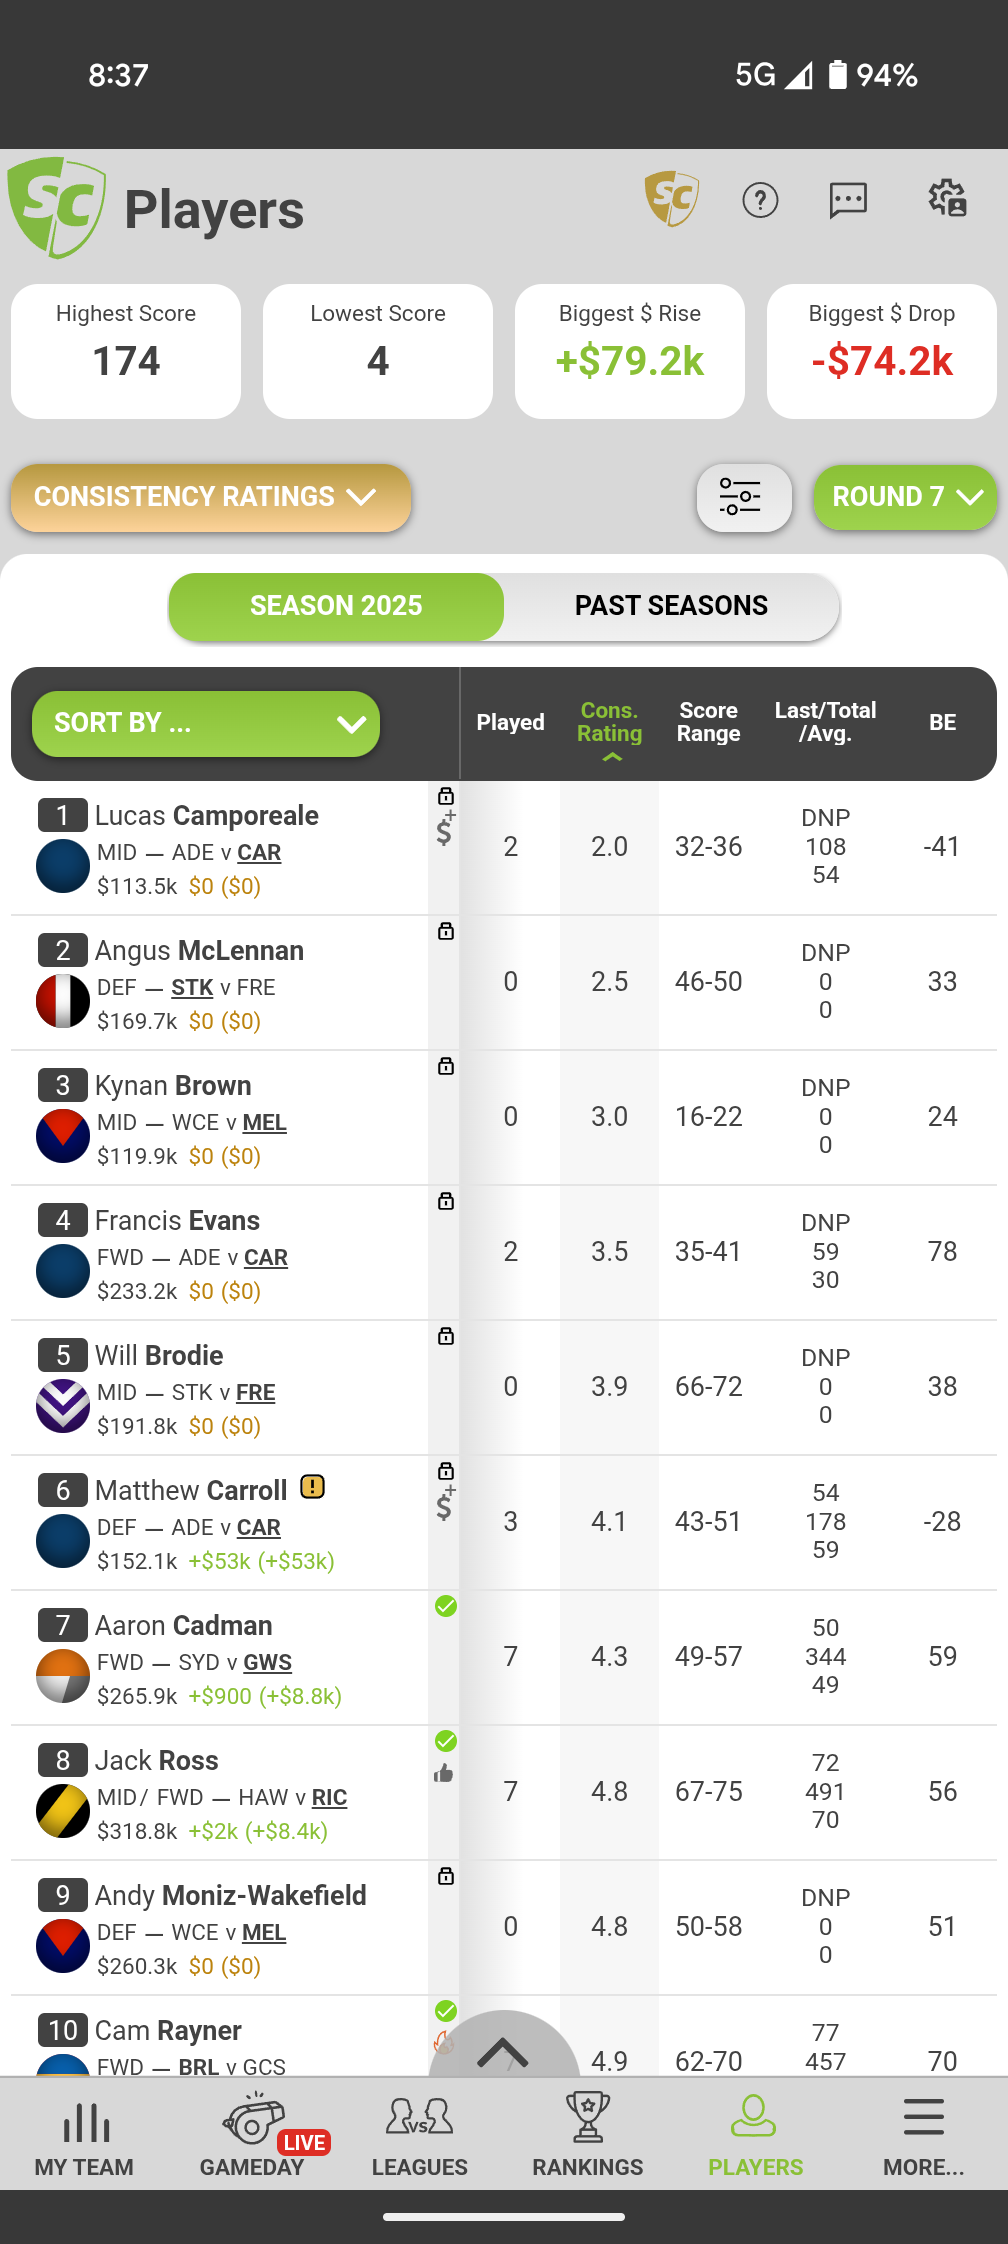 8:37
5G 94%
SC Players SC ?
Highest Score
174
Lowest Score
4
Biggest $ Rise
+$79.2k
Biggest $ Drop
-$74.2k
CONSISTENCY RATINGS
ROUND 7
SEASON 2025
PAST SEASONS
SORT BY ...
Played
Cons.
Rating
Score
Range
Last/Total
/Avg.
BE
1 Lucas Camporeale
MID — ADE v CAR
$113.5k $0 ($0)
$+
2
2.0
32-36
DNP
108
54
-41
2 Angus McLennan
DEF — STK v FRE
$169.7k $0 ($0)
0
2.5
46-50
DNP
0
0
33
3 Kynan Brown
MID — WCE v MEL
$119.9k $0 ($0)
0
3.0
16-22
DNP
0
0
24
4 Francis Evans
FWD — ADE v CAR
$233.2k $0 ($0)
2
3.5
35-41
DNP
59
30
78
5 Will Brodie
MID — STK v FRE
$191.8k $0 ($0)
0
3.9
66-72
DNP
0
0
38
6 Matthew Carroll !
DEF — ADE v CAR
$152.1k +$53k (+$53k)
$+
3
4.1
43-51
54
178
59
-28
7 Aaron Cadman
FWD — SYD v GWS
$265.9k +$900 (+$8.8k)
7
4.3
49-57
50
344
49
59
8 Jack Ross
MID/ FWD — HAW v RIC
$318.8k +$2k (+$8.4k)
7
4.8
67-75
72
491
70
56
9 Andy Moniz-Wakefield
DEF — WCE v MEL
$260.3k $0 ($0)
0
4.8
50-58
DNP
0
0
51
10 Cam Rayner
FWD — BRL v GCS
4.9
62-70
77
457
70
MY TEAM
LIVE
GAMEDAY
VS
LEAGUES
RANKINGS
PLAYERS
MORE...